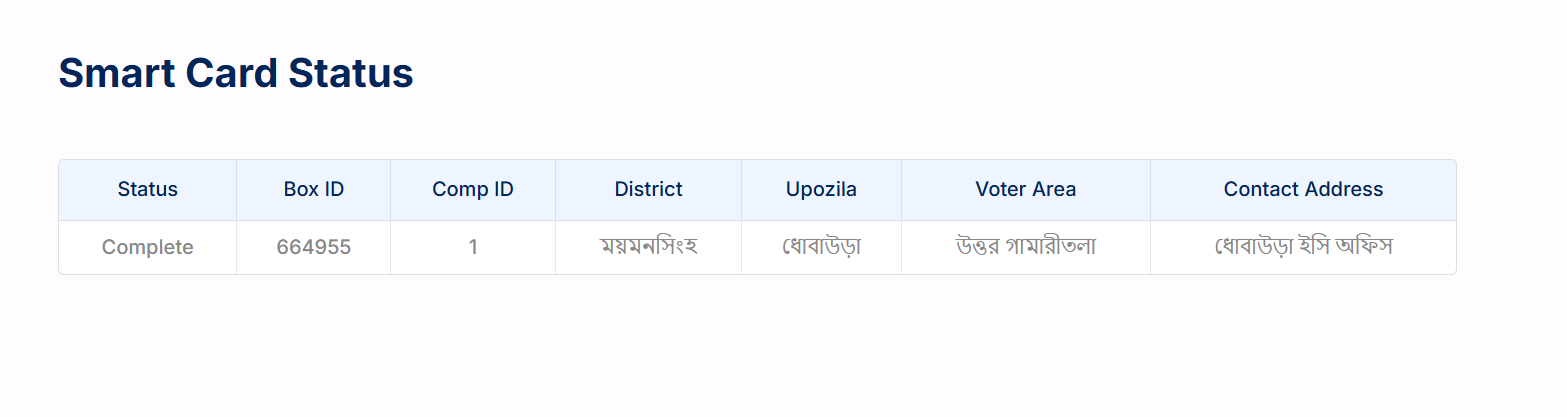 Smart Card Status
Status Box ID Comp ID District Upozila Voter Area Contact Address
Complete 664955 1 ময়মনসিংহ ধোবাউড়া উত্তর গামারীতলা ধোবাউড়া ইসি অফিস